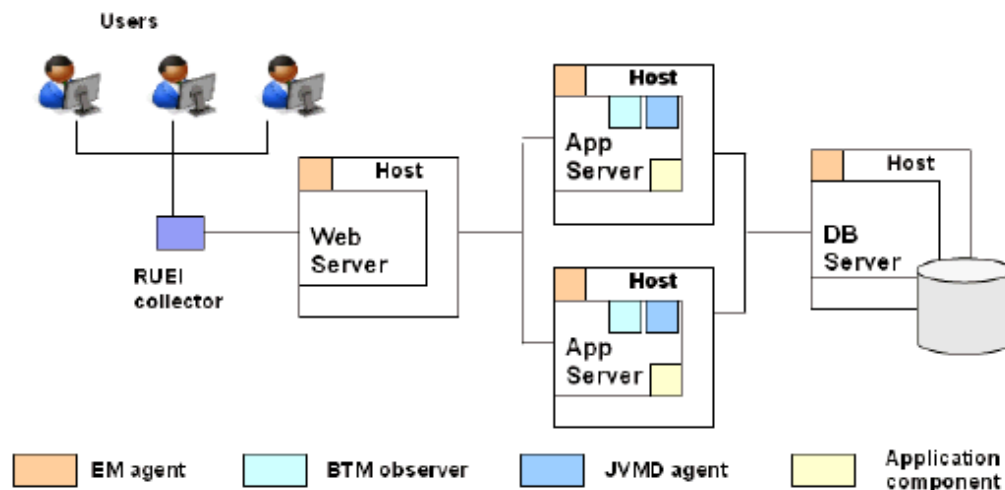 Users
Host
App
Server
Host
Web
Server
Host
DB
Server
RUEI
collector
Host
App
Server
EM agent
BTM observer
JVMD agent
Application
component